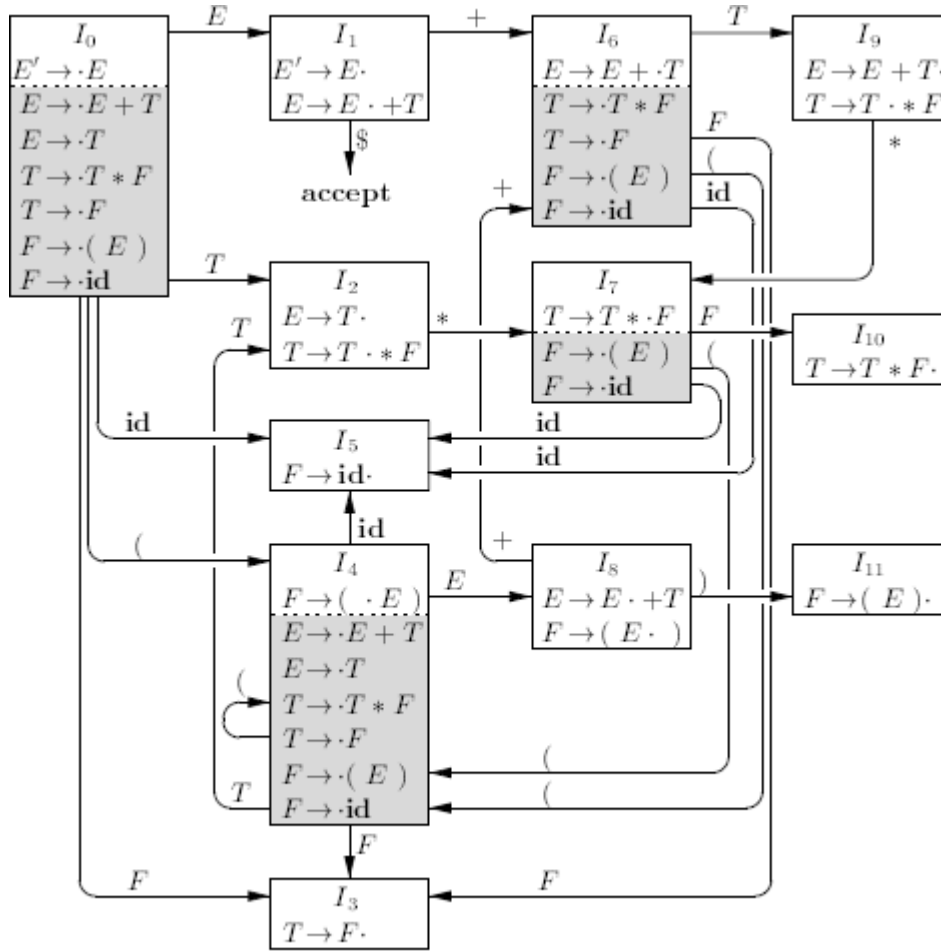 I₀
E′ → ·E
E → ·E + T
E → ·T
T → ·T * F
T → ·F
F → ·( E )
F → ·id
E
I₁
E′ → E·
E → E · +T
$
accept
+
I₆
E → E + ·T
T → ·T * F
T → ·F
F → ·( E )
F → ·id
T
I₉
E → E + T·
T → T · * F
F
(
id
*
+
T
I₂
E → T·
T → T · * F
T
*
I₇
T → T * ·F
F → ·( E )
F → ·id
F
(
I₁₀
T → T * F·
id
I₅
F → id·
id
id
id
(
I₄
F → ( · E )
E → ·E + T
E → ·T
T → ·T * F
T → ·F
F → ·( E )
F → ·id
E
+
I₈
E → E · +T
F → ( E · )
)
I₁₁
F → ( E )·
(
(
(
T
F
F
I₃
T → F·
F